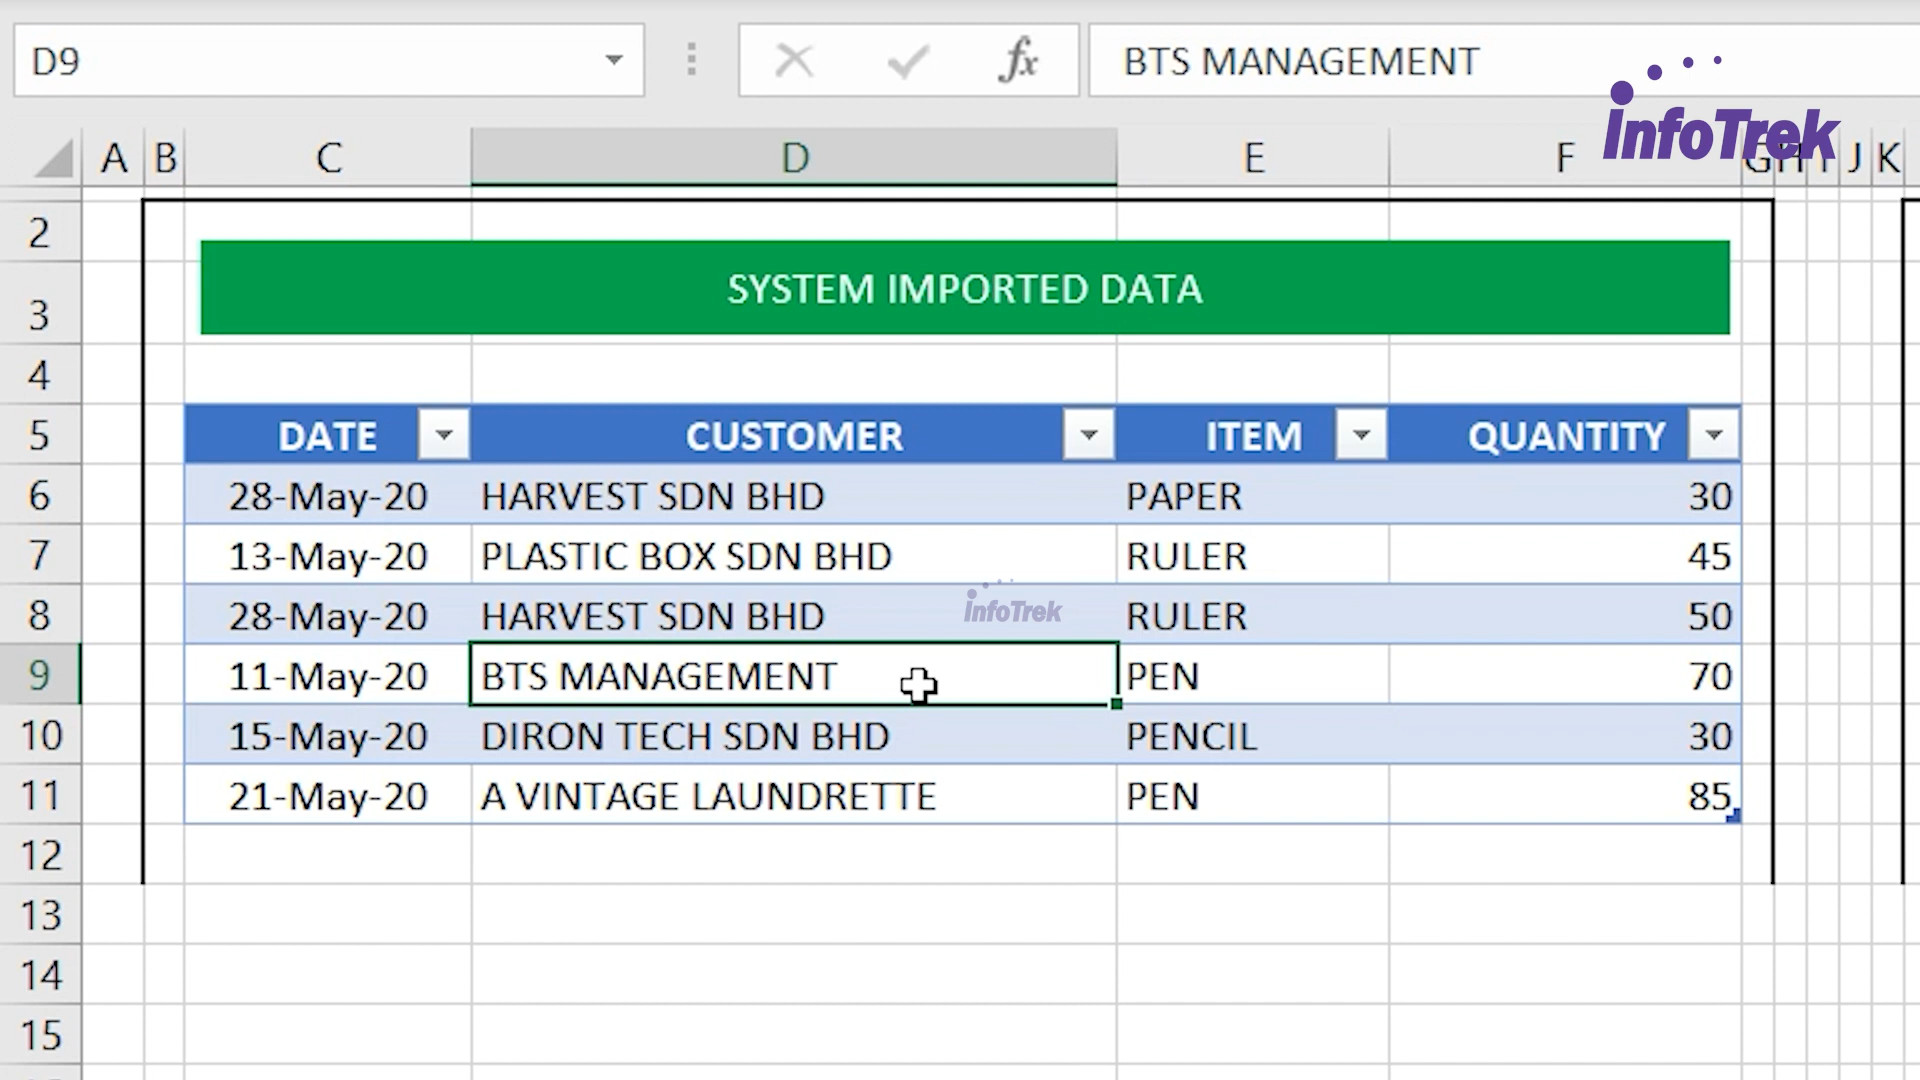 D9 fx BTS MANAGEMENT
infoTrek
A B C D E F G H I J K
2
SYSTEM IMPORTED DATA
3
4
5 DATE CUSTOMER ITEM QUANTITY
6 28-May-20 HARVEST SDN BHD PAPER 30
7 13-May-20 PLASTIC BOX SDN BHD RULER 45
8 28-May-20 HARVEST SDN BHD infoTrek RULER 50
9 11-May-20 BTS MANAGEMENT PEN 70
10 15-May-20 DIRON TECH SDN BHD PENCIL 30
11 21-May-20 A VINTAGE LAUNDRETTE PEN 85
12
13
14
15